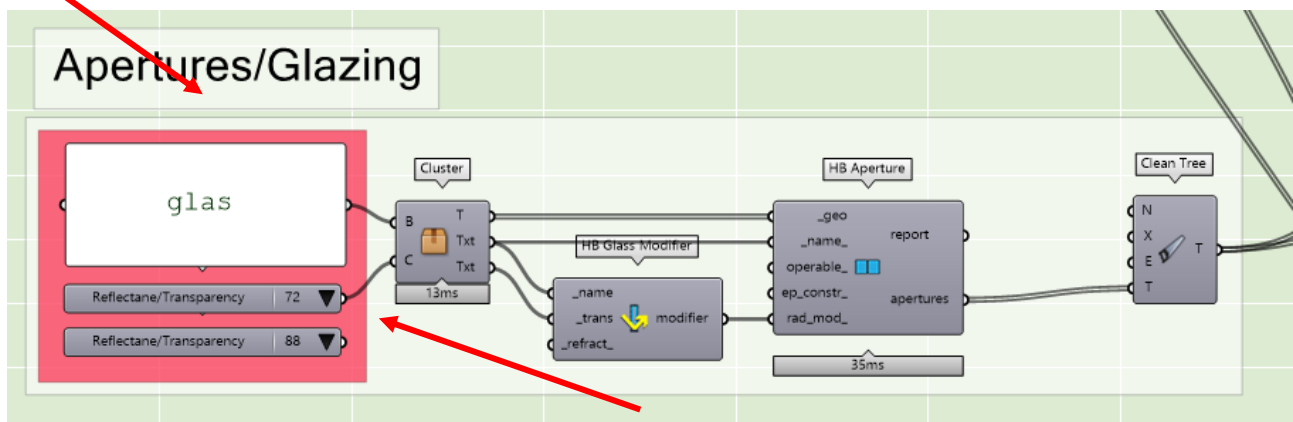 Apertures/Glazing
glas
Reflectane/Transparency 72
Reflectane/Transparency 88
Cluster
B T
Txt
C Txt
13ms
HB Glass Modifier
_name
_trans modifier
_refract_
HB Aperture
_geo
_name_ report
operable_
ep_constr_ apertures
rad_mod_
35ms
Clean Tree
N
X
E T
T